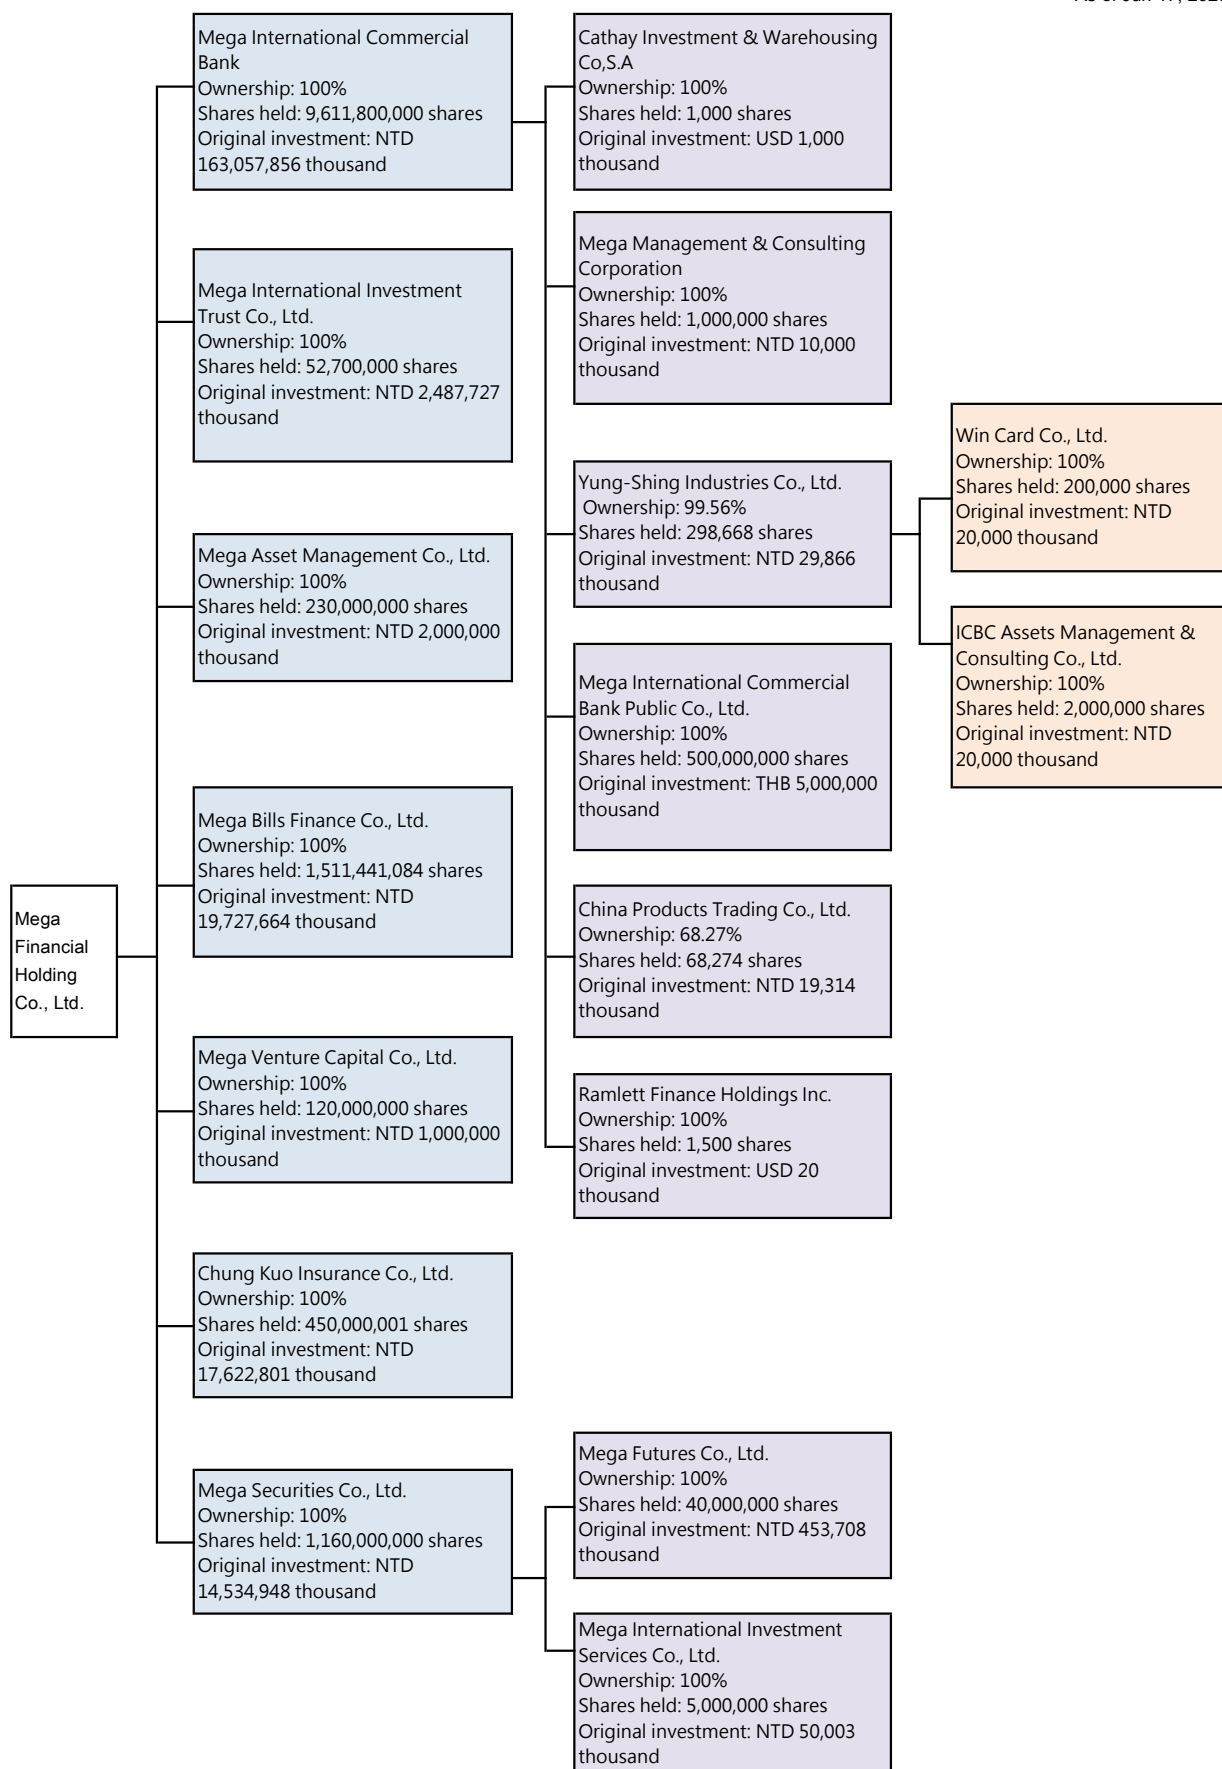 Mega International Commercial
Bank
Ownership: 100%
Shares held: 9,611,800,000 shares
Original investment: NTD
163,057,856 thousand
Cathay Investment & Warehousing
Co,S.A
Ownership: 100%
Shares held: 1,000 shares
Original investment: USD 1,000
thousand
Mega Management & Consulting
Corporation
Ownership: 100%
Shares held: 1,000,000 shares
Original investment: NTD 10,000
thousand
Mega International Investment
Trust Co., Ltd.
Ownership: 100%
Shares held: 52,700,000 shares
Original investment: NTD 2,487,727
thousand
Win Card Co., Ltd.
Ownership: 100%
Shares held: 200,000 shares
Original investment: NTD
20,000 thousand
Yung-Shing Industries Co., Ltd.
Ownership: 99.56%
Shares held: 298,668 shares
Original investment: NTD 29,866
thousand
Mega Asset Management Co., Ltd.
Ownership: 100%
Shares held: 230,000,000 shares
Original investment: NTD 2,000,000
thousand
ICBC Assets Management &
Consulting Co., Ltd.
Ownership: 100%
Shares held: 2,000,000 shares
Original investment: NTD
20,000 thousand
Mega International Commercial
Bank Public Co., Ltd.
Ownership: 100%
Shares held: 500,000,000 shares
Original investment: THB 5,000,000
thousand
Mega Bills Finance Co., Ltd.
Ownership: 100%
Shares held: 1,511,441,084 shares
Original investment: NTD
19,727,664 thousand
Mega
Financial
Holding
Co., Ltd.
China Products Trading Co., Ltd.
Ownership: 68.27%
Shares held: 68,274 shares
Original investment: NTD 19,314
thousand
Mega Venture Capital Co., Ltd.
Ownership: 100%
Shares held: 120,000,000 shares
Original investment: NTD 1,000,000
thousand
Ramlett Finance Holdings Inc.
Ownership: 100%
Shares held: 1,500 shares
Original investment: USD 20
thousand
Chung Kuo Insurance Co., Ltd.
Ownership: 100%
Shares held: 450,000,001 shares
Original investment: NTD
17,622,801 thousand
Mega Securities Co., Ltd.
Ownership: 100%
Shares held: 1,160,000,000 shares
Original investment: NTD
14,534,948 thousand
Mega Futures Co., Ltd.
Ownership: 100%
Shares held: 40,000,000 shares
Original investment: NTD 453,708
thousand
Mega International Investment
Services Co., Ltd.
Ownership: 100%
Shares held: 5,000,000 shares
Original investment: NTD 50,003
thousand